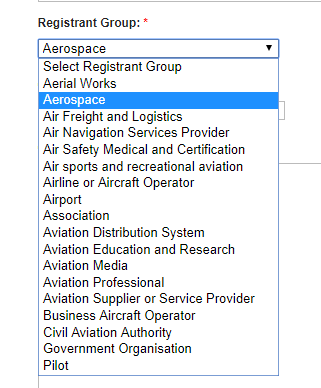 Registrant Group: *
Aerospace
Select Registrant Group
Aerial Works
Aerospace
Air Freight and Logistics
Air Navigation Services Provider
Air Safety Medical and Certification
Air sports and recreational aviation
Airline or Aircraft Operator
Airport
Association
Aviation Distribution System
Aviation Education and Research
Aviation Media
Aviation Professional
Aviation Supplier or Service Provider
Business Aircraft Operator
Civil Aviation Authority
Government Organisation
Pilot